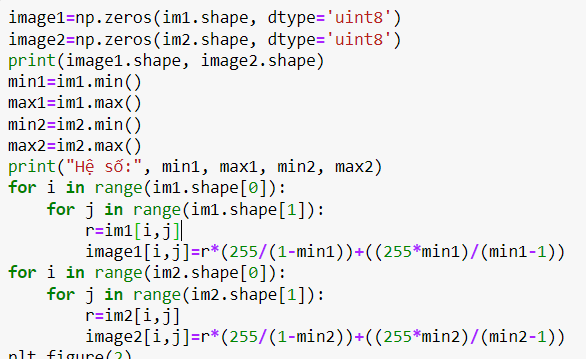 image1=np.zeros(im1.shape, dtype='uint8')
image2=np.zeros(im2.shape, dtype='uint8')
print(image1.shape, image2.shape)
min1=im1.min()
max1=im1.max()
min2=im2.min()
max2=im2.max()
print("Hệ số:", min1, max1, min2, max2)
for i in range(im1.shape[0]):
    for j in range(im1.shape[1]):
        r=im1[i,j]
        image1[i,j]=r*(255/(1-min1))+((255*min1)/(min1-1))
for i in range(im2.shape[0]):
    for j in range(im2.shape[1]):
        r=im2[i,j]
        image2[i,j]=r*(255/(1-min2))+((255*min2)/(min2-1))
plt.figure(2)